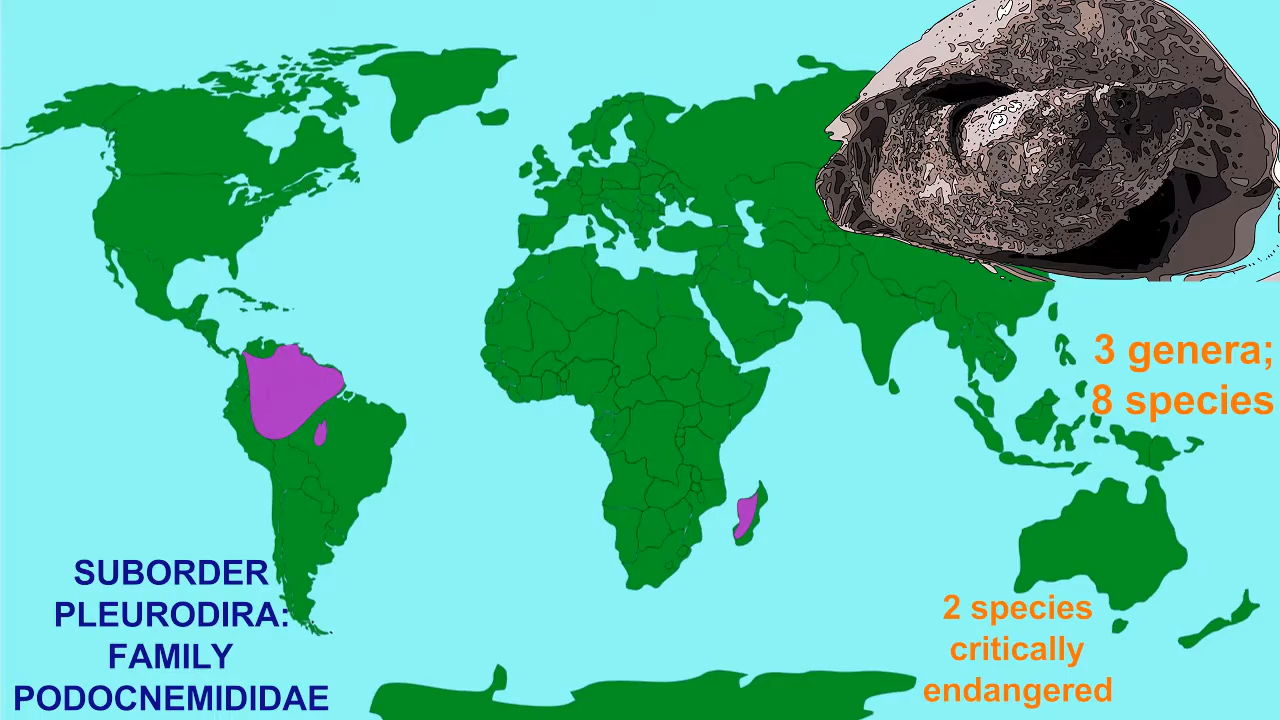 3 genera;
8 species
SUBORDER
PLEURODIRA:
FAMILY
PODOCNEMIDIDAE
2 species
critically
endangered